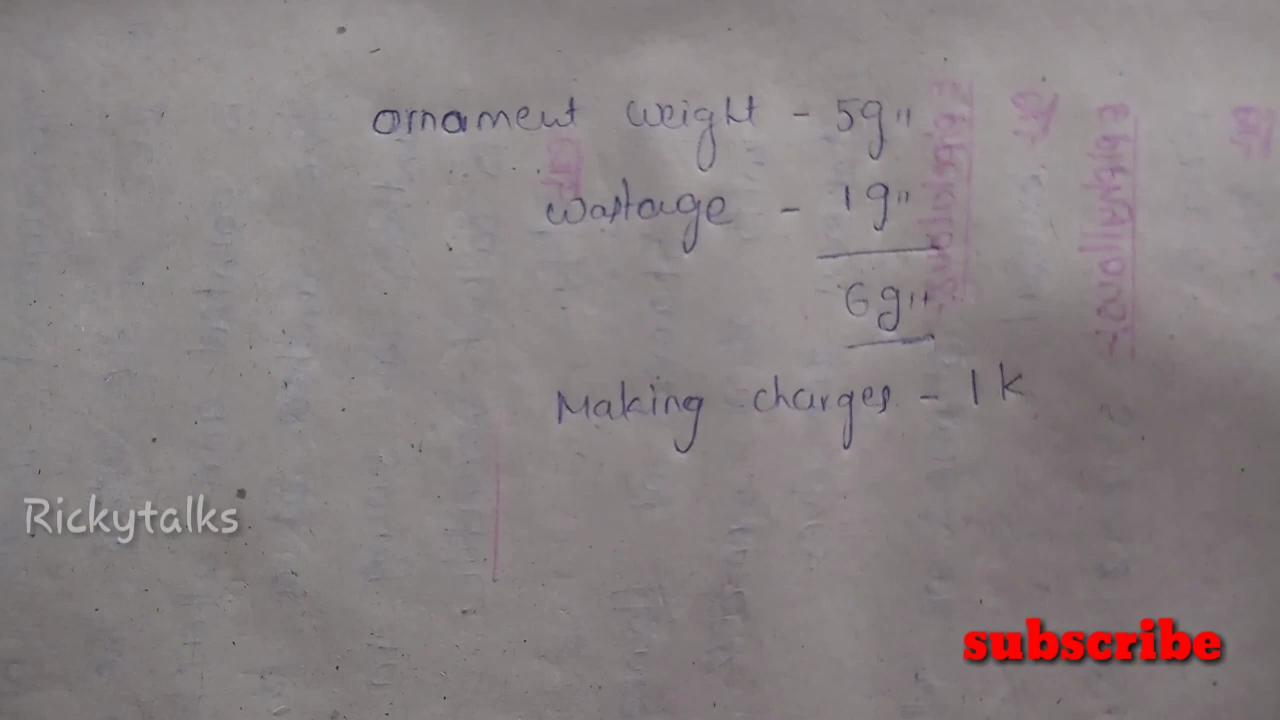 ornament weight - 5g"
wastage - 1g"
6g"
Making charges - 1k
Rickytalks
subscribe